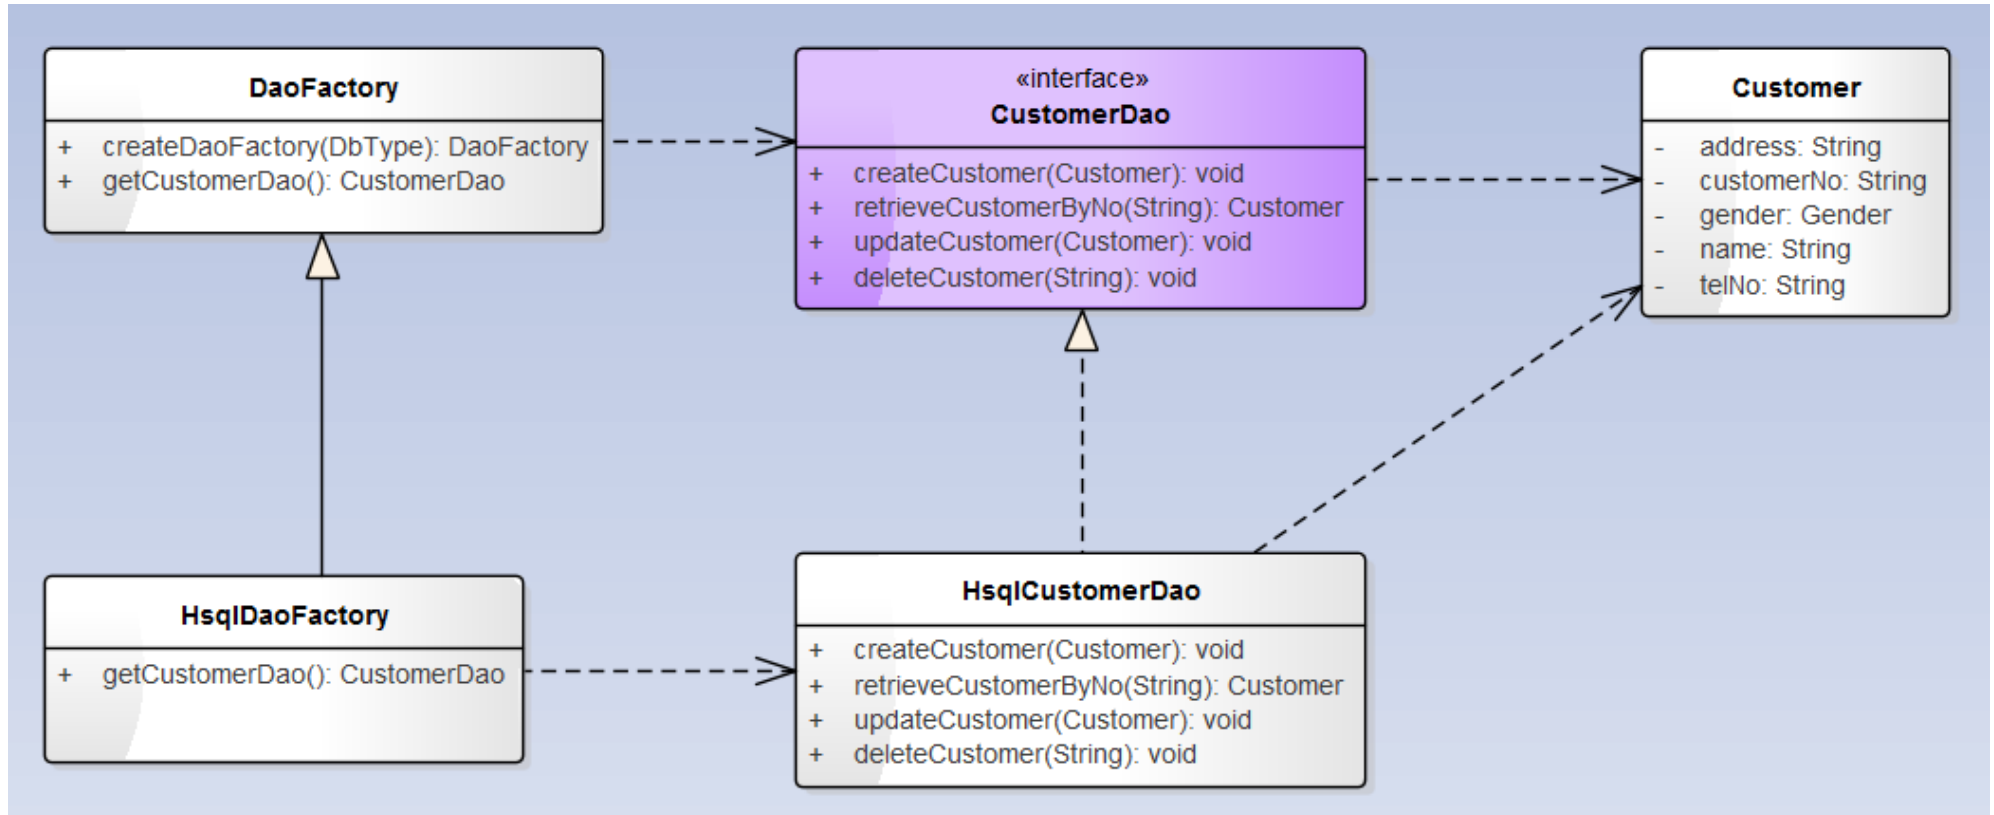 DaoFactory
+ createDaoFactory(DbType): DaoFactory
+ getCustomerDao(): CustomerDao
«interface»
CustomerDao
+ createCustomer(Customer): void
+ retrieveCustomerByNo(String): Customer
+ updateCustomer(Customer): void
+ deleteCustomer(String): void
Customer
- address: String
- customerNo: String
- gender: Gender
- name: String
- telNo: String
HsqlDaoFactory
+ getCustomerDao(): CustomerDao
HsqlCustomerDao
+ createCustomer(Customer): void
+ retrieveCustomerByNo(String): Customer
+ updateCustomer(Customer): void
+ deleteCustomer(String): void